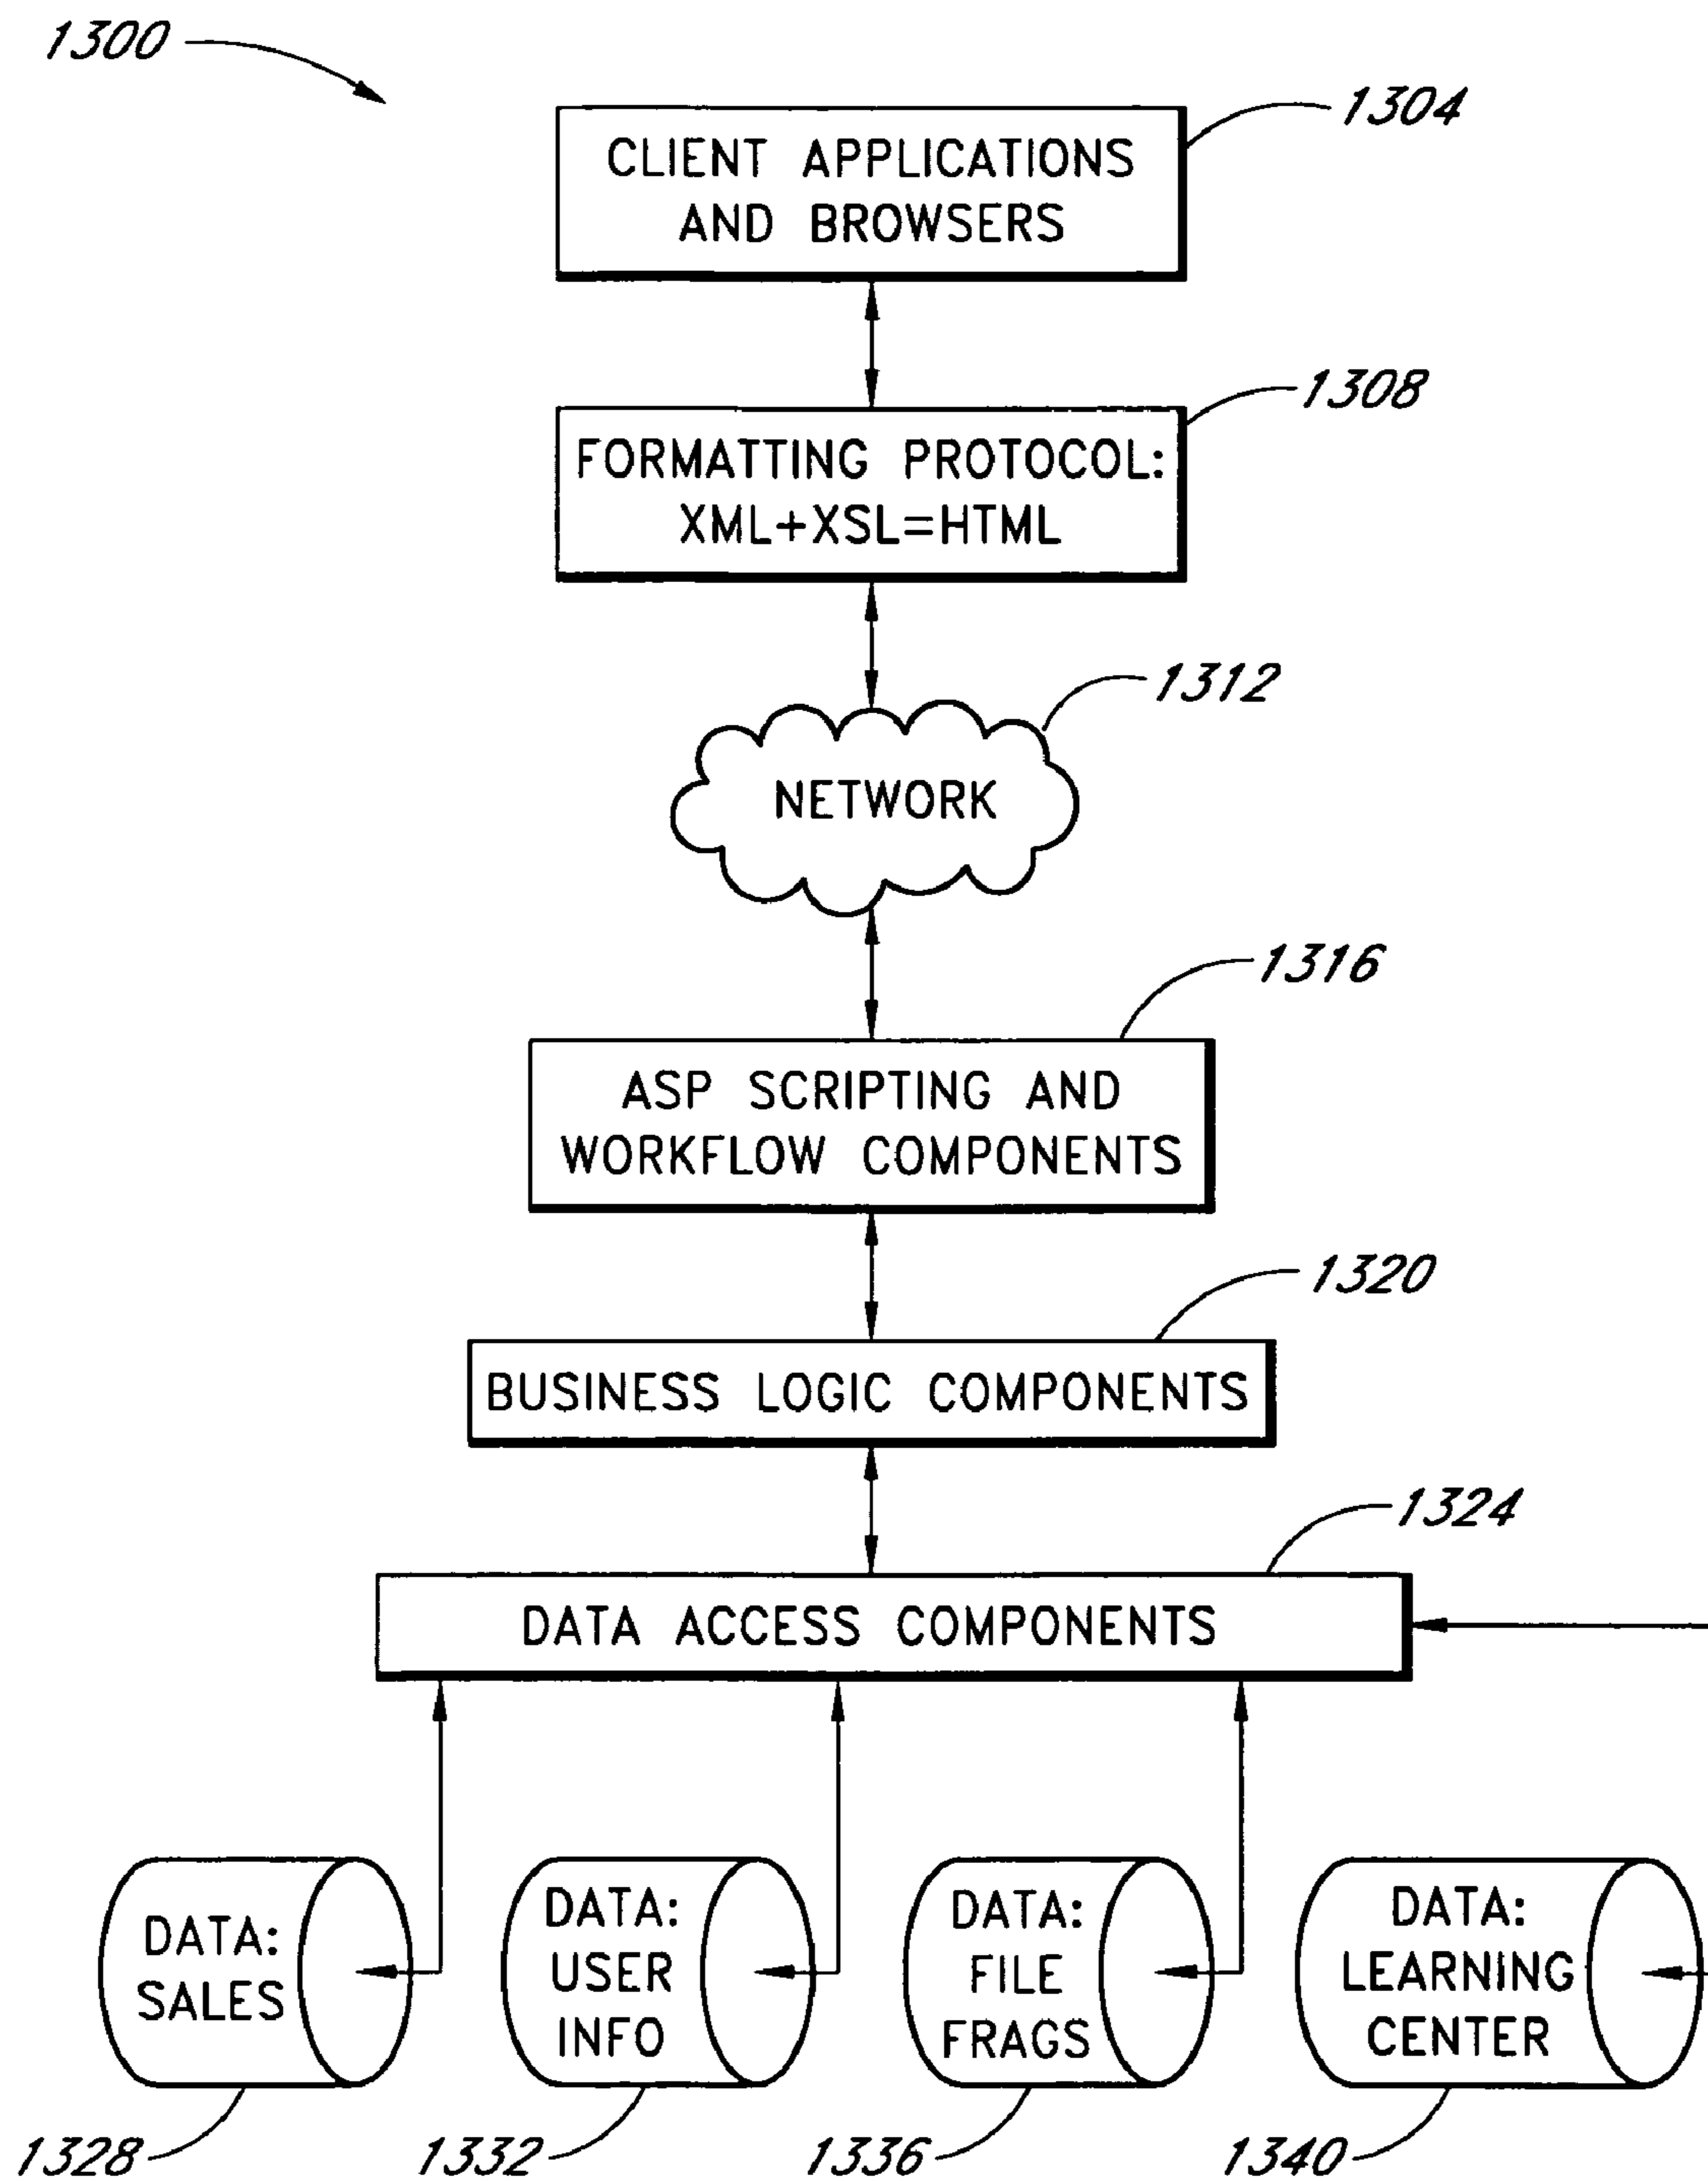 1300
1304
CLIENT APPLICATIONS
AND BROWSERS
1308
FORMATTING PROTOCOL:
XML+XSL=HTML
1312
NETWORK
1316
ASP SCRIPTING AND
WORKFLOW COMPONENTS
1320
BUSINESS LOGIC COMPONENTS
1324
DATA ACCESS COMPONENTS
DATA:
SALES
DATA:
USER
INFO
DATA:
FILE
FRAGS
DATA:
LEARNING
CENTER
1328
1332
1336
1340